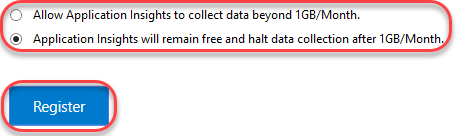 Allow Application Insights to collect data beyond 1GB/Month.
Application Insights will remain free and halt data collection after 1GB/Month.
Register